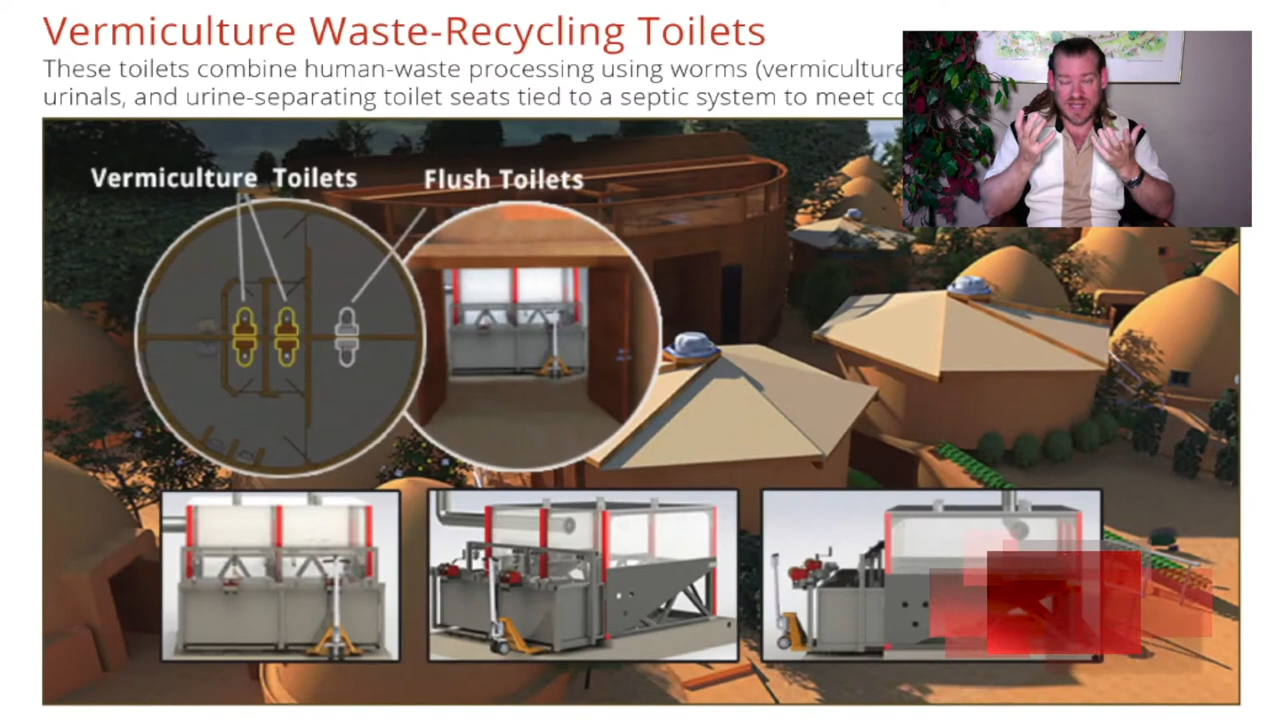 Vermiculture Waste-Recycling Toilets
These toilets combine human-waste processing using worms (vermiculture
urinals, and urine-separating toilet seats tied to a septic system to meet
Vermiculture Toilets
Flush Toilets